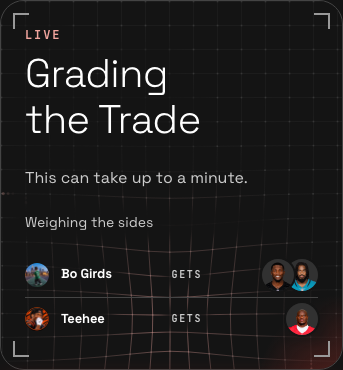 LIVE
Grading
the Trade
This can take up to a minute.
Weighing the sides
Bo Girds GETS
Teehee GETS